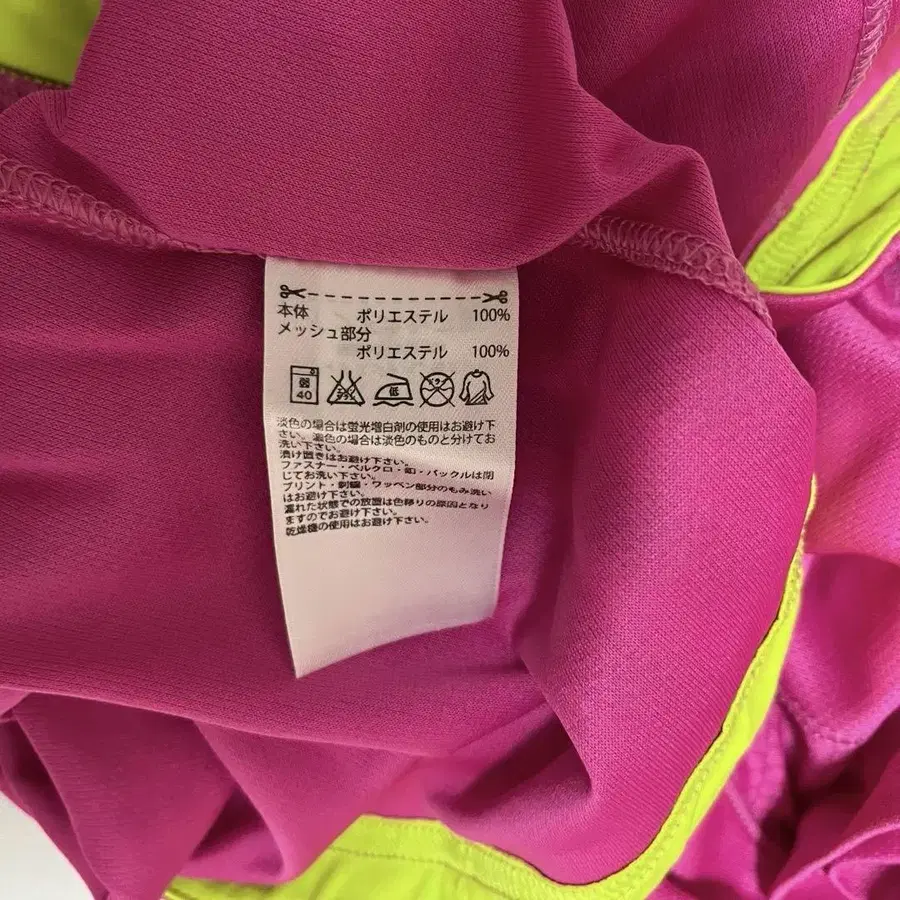 本体 ポリエステル 100%
メッシュ部分
ポリエステル 100%
40 低
淡色の場合は蛍光増白剤の使用はお避け下
さい。濃色の場合は淡色のものと分けてお
洗い下さい。
漬け置きはお避け下さい。
ファスナー・ベルクロ・釦・バックルは閉
じてお洗い下さい。
プリント・刺繍・ワッペン部分のもみ洗い
はお避け下さい。
濡れた状態での放置は色移りの原因となり
ますのでお避け下さい。
乾燥機の使用はお避け下さい。